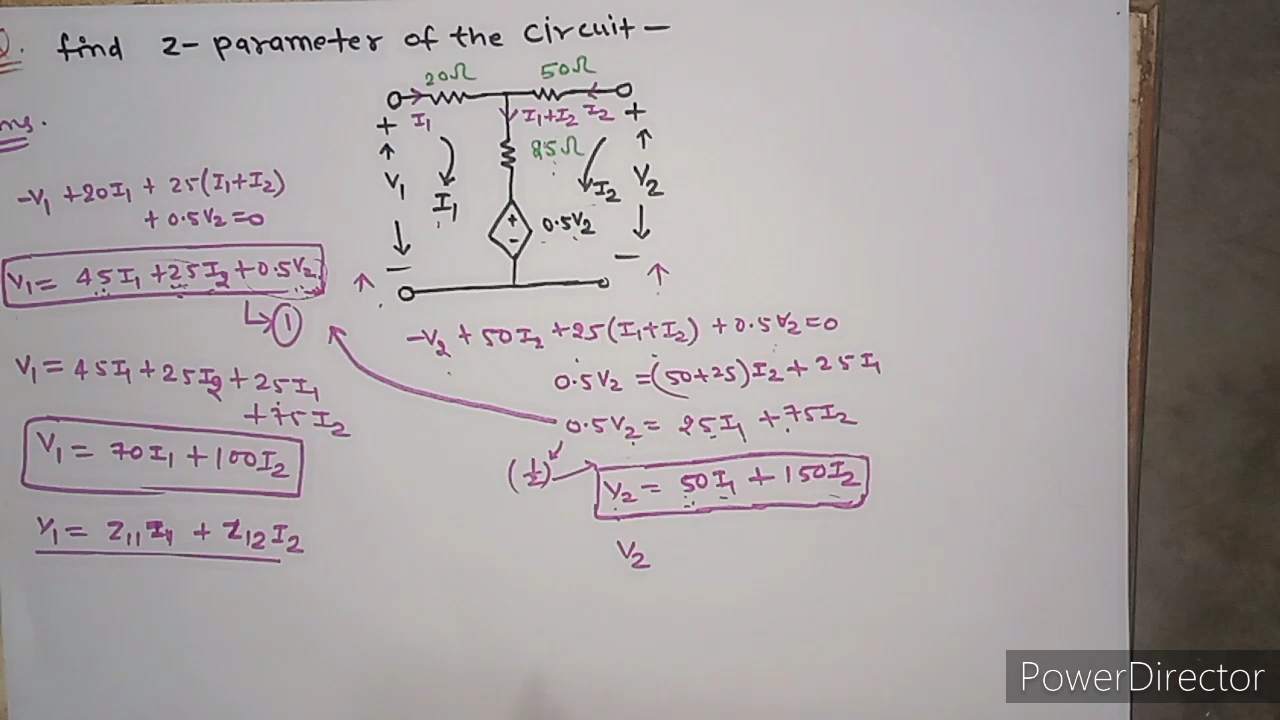 Q. find z- parameter of the circuit -
Ans.
20Ω 50Ω
I1 I1+I2 I2
+ +
25Ω
V1 I1 I2 V2
+
- 0.5V2
- -
-V1 + 20I1 + 25(I1+I2)
+ 0.5V2 = 0
V1 = 45I1 + 25I2 + 0.5V2
①
V1 = 45I1 + 25I2 + 25I1
+ 75I2
V1 = 70I1 + 100I2
V1 = Z11I1 + Z12I2
-V2 + 50I2 + 25(I1+I2) + 0.5V2 = 0
0.5V2 = (50+25)I2 + 25I1
0.5V2 = 25I1 + 75I2
(1/2) V2 = 50I1 + 150I2
V2
PowerDirector